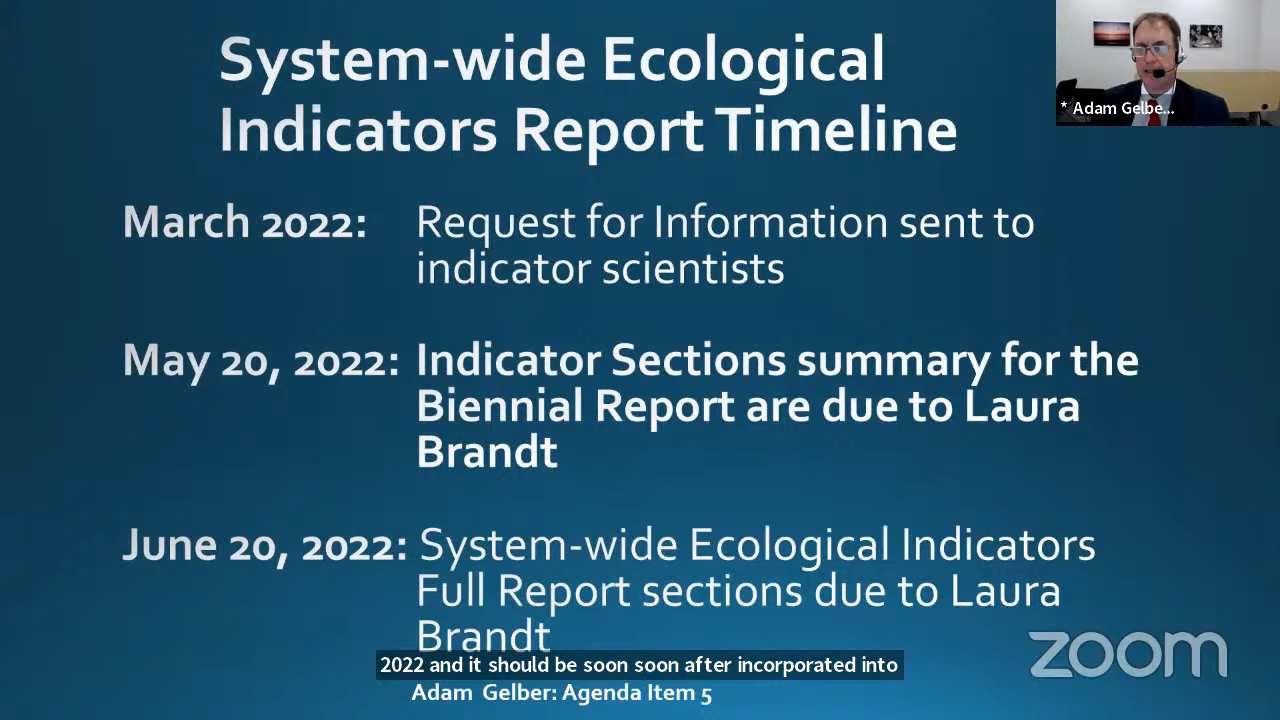 System-wide Ecological
Indicators Report Timeline
* Adam Gelbe...
March 2022: Request for Information sent to
indicator scientists
May 20, 2022: Indicator Sections summary for the
Biennial Report are due to Laura
Brandt
June 20, 2022: System-wide Ecological Indicators
Full Report sections due to Laura
Brandt
zoom
2022 and it should be soon soon after incorporated into
Adam Gelber: Agenda Item 5